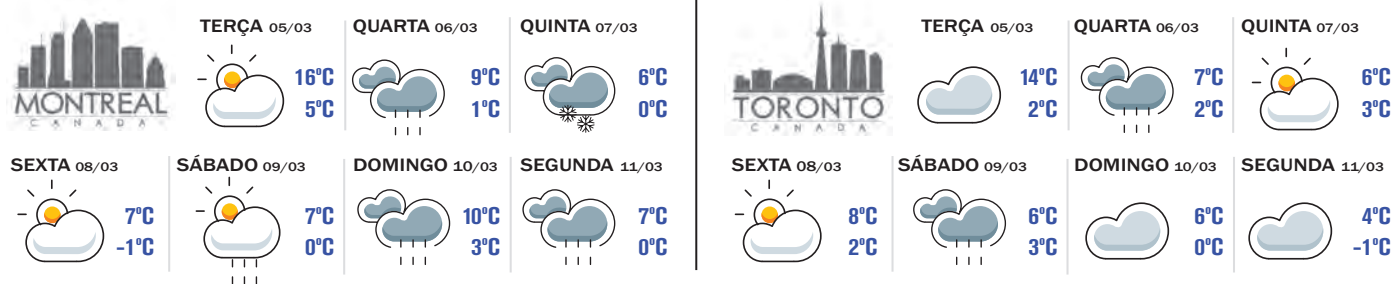 MONTREAL
CANADA
TERÇA 05/03
16ºC
5ºC
QUARTA 06/03
9ºC
1ºC
QUINTA 07/03
6ºC
0ºC
SEXTA 08/03
7ºC
-1ºC
SÁBADO 09/03
7ºC
0ºC
DOMINGO 10/03
10ºC
3ºC
SEGUNDA 11/03
7ºC
0ºC
TORONTO
CANADA
TERÇA 05/03
14ºC
2ºC
QUARTA 06/03
7ºC
2ºC
QUINTA 07/03
6ºC
3ºC
SEXTA 08/03
8ºC
2ºC
SÁBADO 09/03
6ºC
3ºC
DOMINGO 10/03
6ºC
0ºC
SEGUNDA 11/03
4ºC
-1ºC